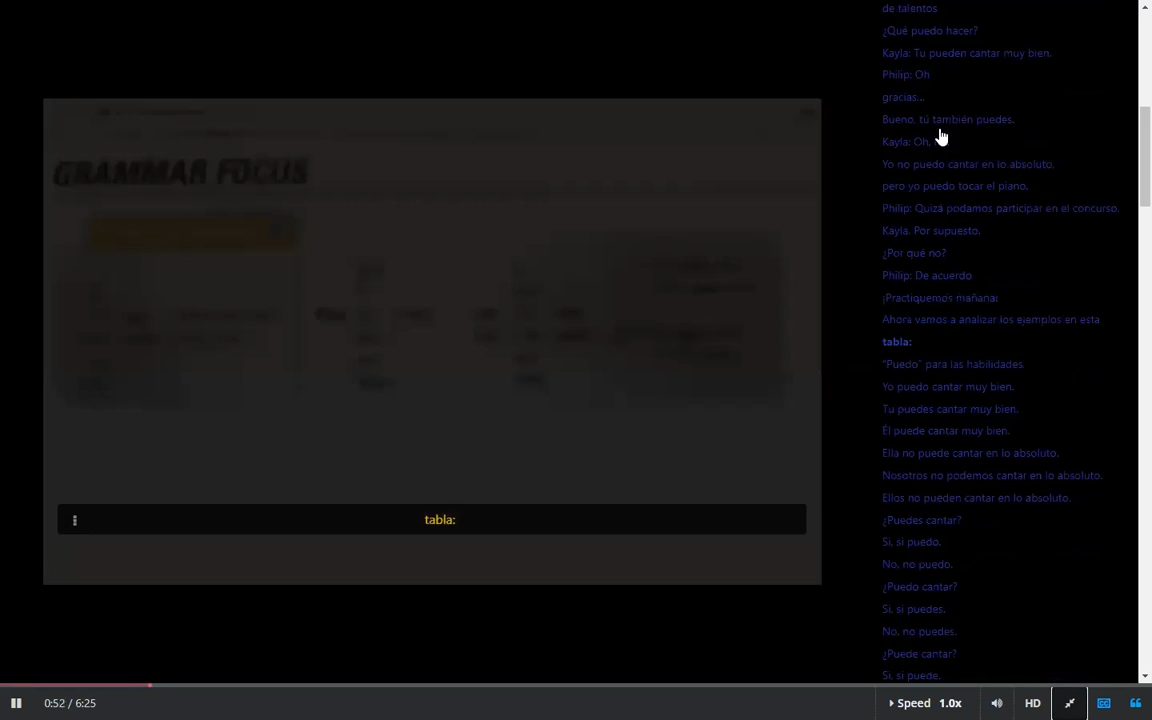 GRAMMAR FOCUS
tabla:
de talentos
¿Qué puedo hacer?
Kayla: Tu pueden cantar muy bien.
Philip: Oh
gracias...
Bueno, tú también puedes.
Kayla: Oh,
Yo no puedo cantar en lo absoluto.
pero yo puedo tocar el piano.
Philip: Quizá podamos participar en el concurso.
Kayla. Por supuesto.
¿Por qué no?
Philip: De acuerdo
¡Practiquemos mañana!
Ahora vemos a analizar los ejemplos en esta
tabla:
"Puedo" para las habilidades.
Yo puedo cantar muy bien.
Tu puedes cantar muy bien.
Él puede cantar muy bien.
Ella no puede cantar en lo absoluto.
Nosotros no podemos cantar en lo absoluto.
Ellos no pueden cantar en lo absoluto.
¿Puedes cantar?
Si, si puedo.
No, no puedo.
¿Puedo cantar?
Si, si puedes.
No, no puedes.
¿Puede cantar?
Si, si puede.
0:52 / 6:25
Speed 1.0x
HD
CC